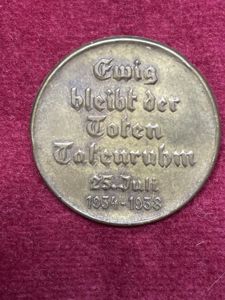 Ewig
bleibt der
Toten
Tatenruhm
25. Juli
1934-1938